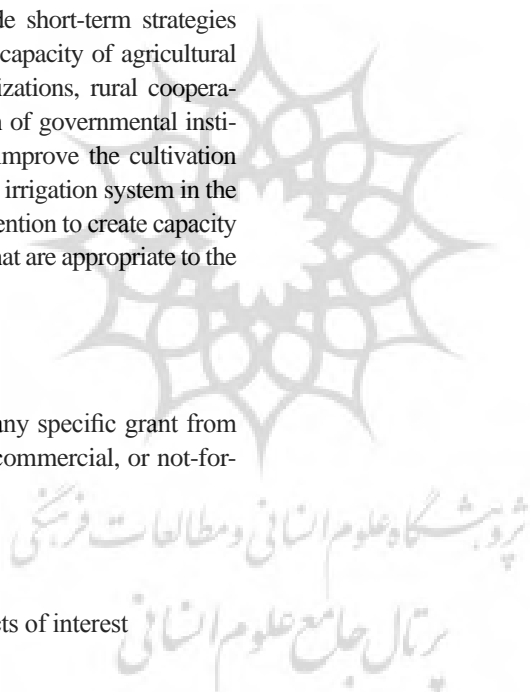 le short-term strategies
capacity of agricultural
izations, rural coopera-
n of governmental insti-
improve the cultivation
irrigation system in the
ention to create capacity
hat are appropriate to the
any specific grant from
commercial, or not-for-
پژوهشگاه علوم انسانی و مطالعات فرهنگی
cts of interest
پرتال جامع علوم انسانی